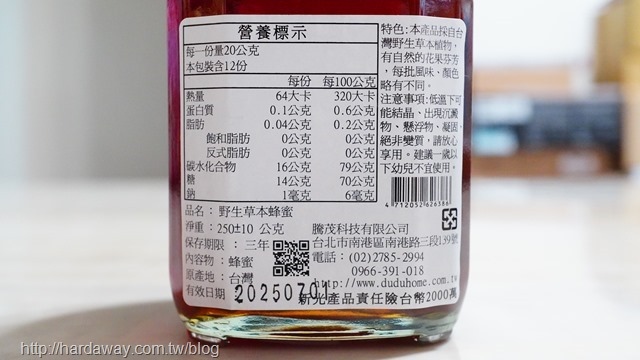 營養標示
每一份量20公克
本包裝含12份
每份 每100公克
熱量 64大卡 320大卡
蛋白質 0.1公克 0.6公克
脂肪 0.04公克 0.2公克
飽和脂肪 0公克 0公克
反式脂肪 0公克 0公克
碳水化合物 16公克 79公克
糖 14公克 70公克
鈉 1毫克 6毫克
特色:本產品採自台
灣野生草本植物,
有自然的花果芬芳
,每批風味、顏色
略有不同。
注意事項:低溫下可
能結晶,出現沉澱
物、懸浮物、凝固,
絕非變質,請放心
享用。建議一歲以
下幼兒不宜使用。
4 712052 626386
品名:野生草本蜂蜜
淨重:250±10 公克
保存期限:三年
內容物:蜂蜜
原產地:台灣
有效日期 20250701
騰茂科技有限公司
台北市南港區南港路三段139號
電話:(02)2785-2994
0966-391-018
http://www.duduhome.com.tw
新光產品責任險台幣2000萬
http://hardaway.com.tw/blog